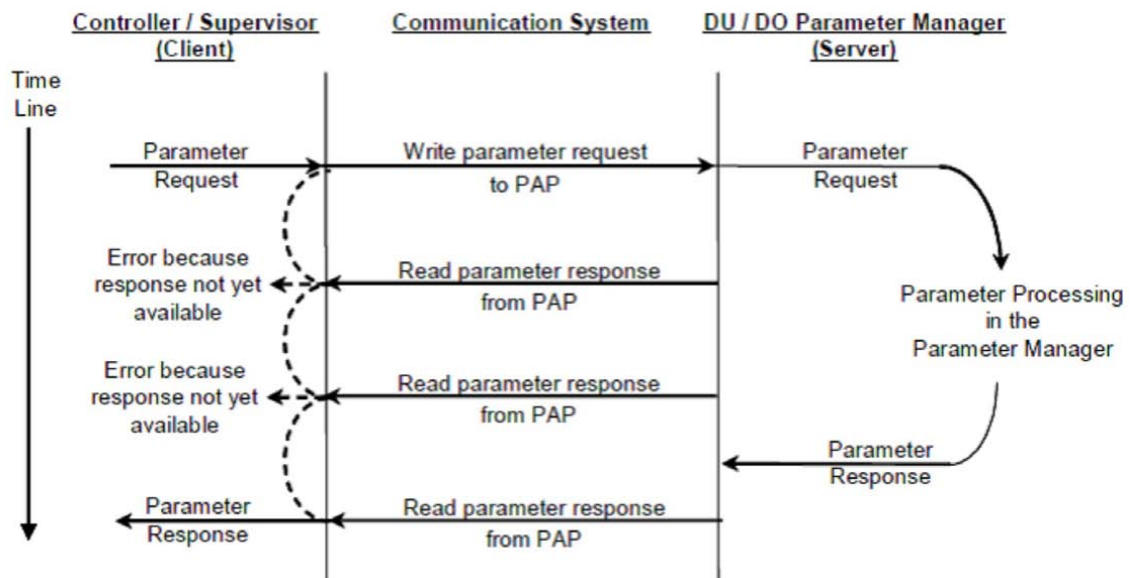 Controller / Supervisor
(Client)
Communication System
DU / DO Parameter Manager
(Server)
Time
Line
Parameter
Request
Write parameter request
to PAP
Parameter
Request
Error because
response not yet
available
Read parameter response
from PAP
Parameter Processing
in the
Parameter Manager
Error because
response not yet
available
Read parameter response
from PAP
Parameter
Response
Parameter
Response
Read parameter response
from PAP